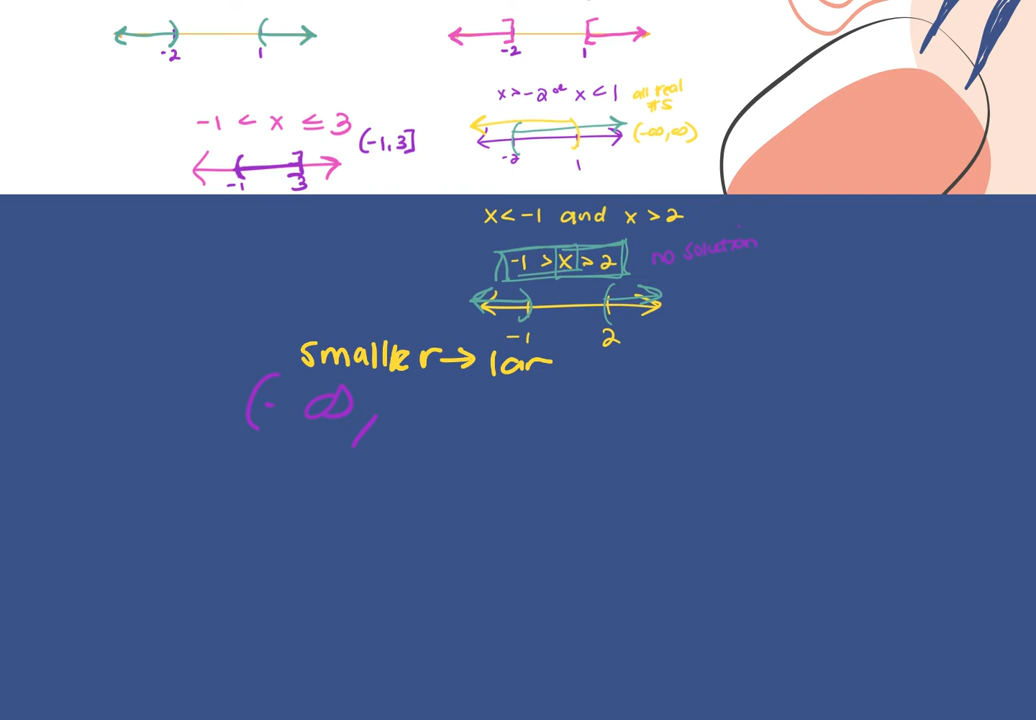 -2 1
-2 1
x > -2 or x < 1 all real #s
(-∞, ∞)
-2 1
-1 < x ≤ 3
(-1, 3]
-1 3
x < -1 and x > 2
-1 > x > 2 no solution
-1 2
smaller → lar
(- ∞,